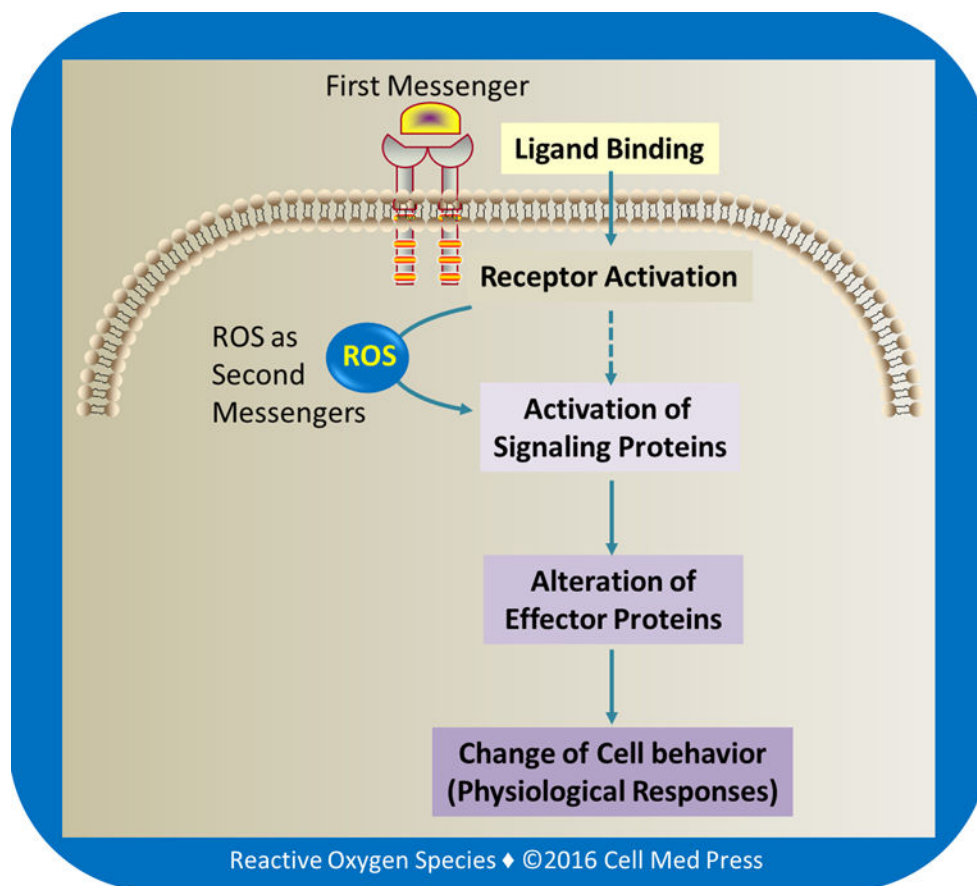 First Messenger
Ligand Binding
Receptor Activation
ROS as
Second
Messengers
ROS
Activation of
Signaling Proteins
Alteration of
Effector Proteins
Change of Cell behavior
(Physiological Responses)
Reactive Oxygen Species ♦ ©2016 Cell Med Press